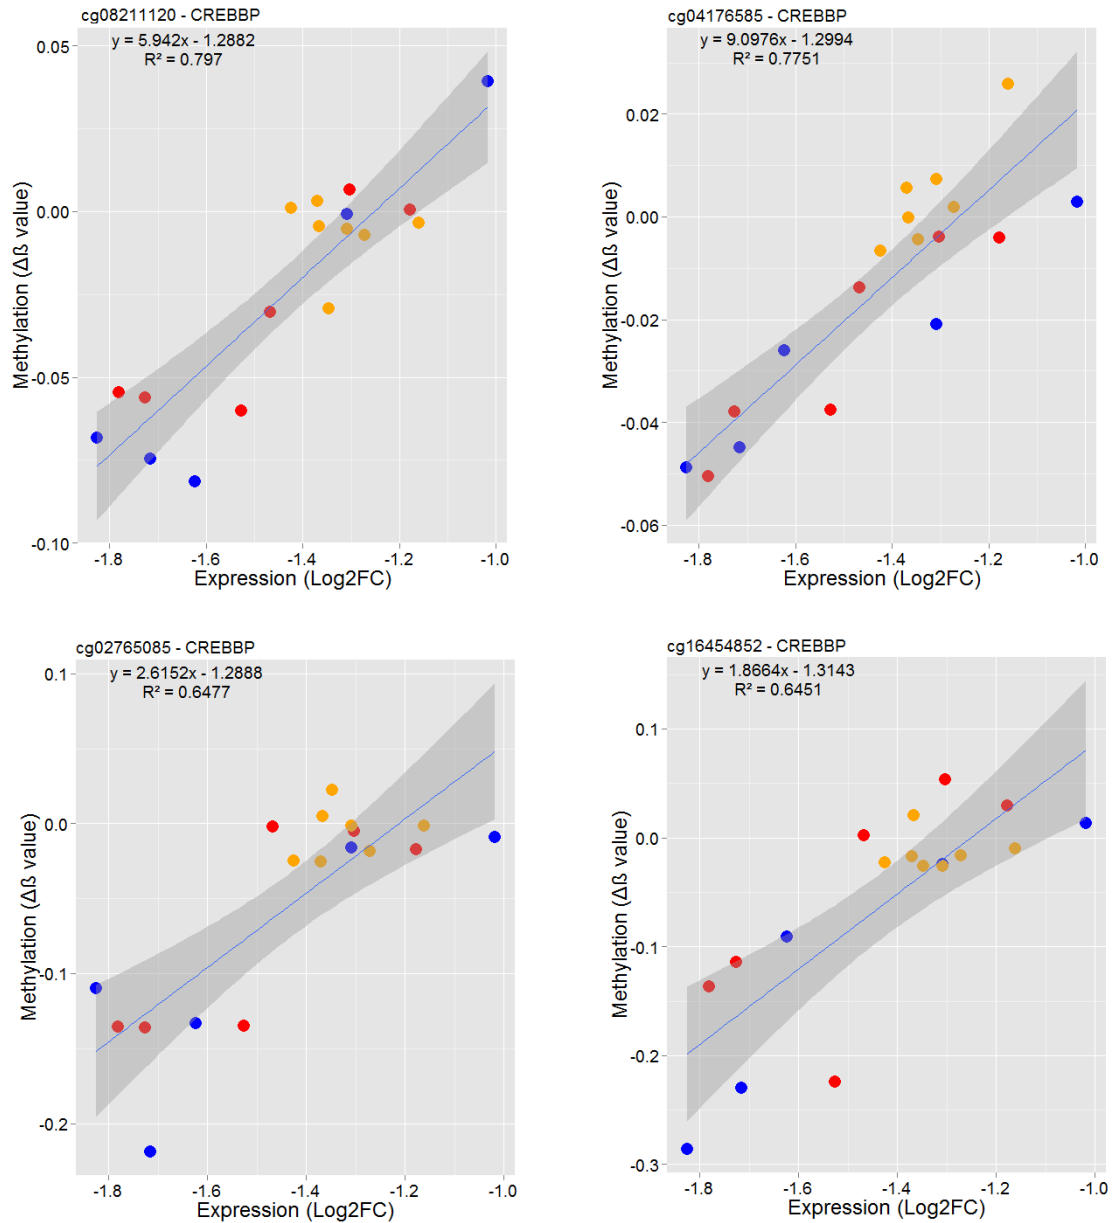 cg08211120 - CREBBP
y = 5.942x - 1.2882
R² = 0.797
0.05
0.00
-0.05
-0.10
Methylation (Δß value)
-1.8 -1.6 -1.4 -1.2 -1.0
Expression (Log2FC)
cg04176585 - CREBBP
y = 9.0976x - 1.2994
R² = 0.7751
0.02
0.00
-0.02
-0.04
-0.06
Methylation (Δß value)
-1.8 -1.6 -1.4 -1.2 -1.0
Expression (Log2FC)
cg02765085 - CREBBP
y = 2.6152x - 1.2888
R² = 0.6477
0.1
0.0
-0.1
-0.2
Methylation (Δß value)
-1.8 -1.6 -1.4 -1.2 -1.0
Expression (Log2FC)
cg16454852 - CREBBP
y = 1.8664x - 1.3143
R² = 0.6451
0.1
0.0
-0.1
-0.2
-0.3
Methylation (Δß value)
-1.8 -1.6 -1.4 -1.2 -1.0
Expression (Log2FC)